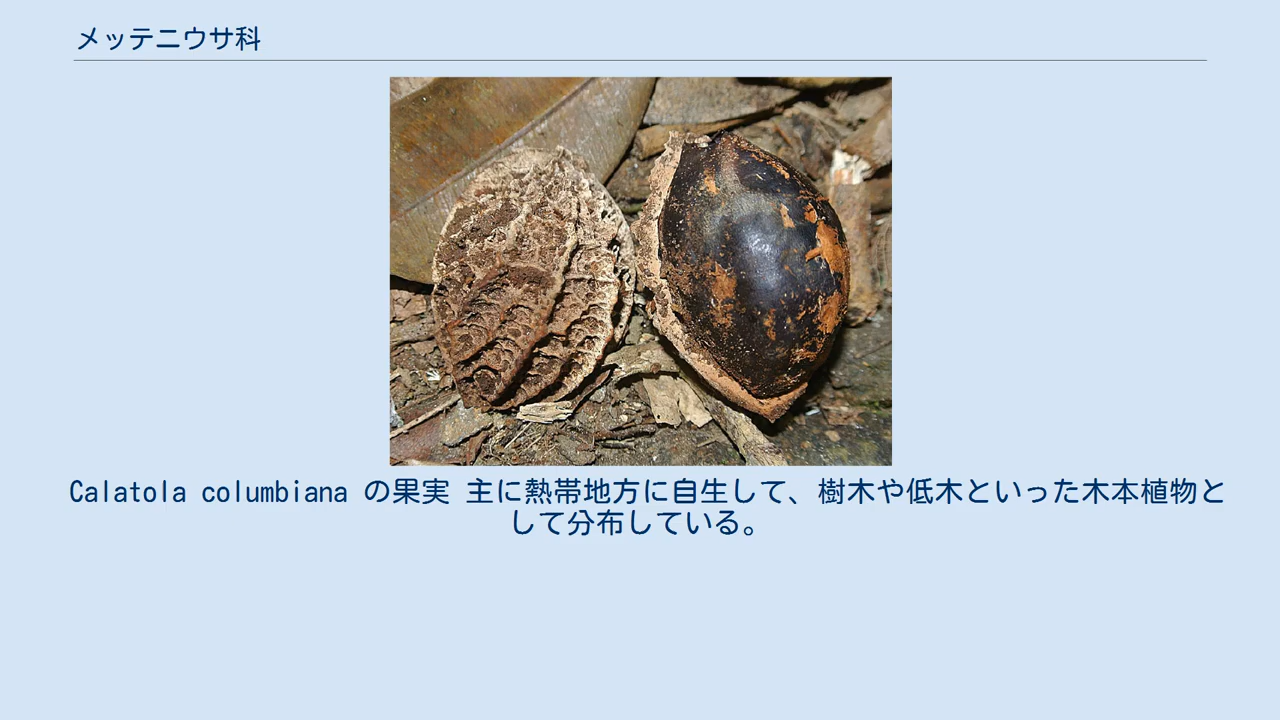 メッテニウサ科
Calatola columbiana の果実 主に熱帯地方に自生して、樹木や低木といった木本植物と
して分布している。